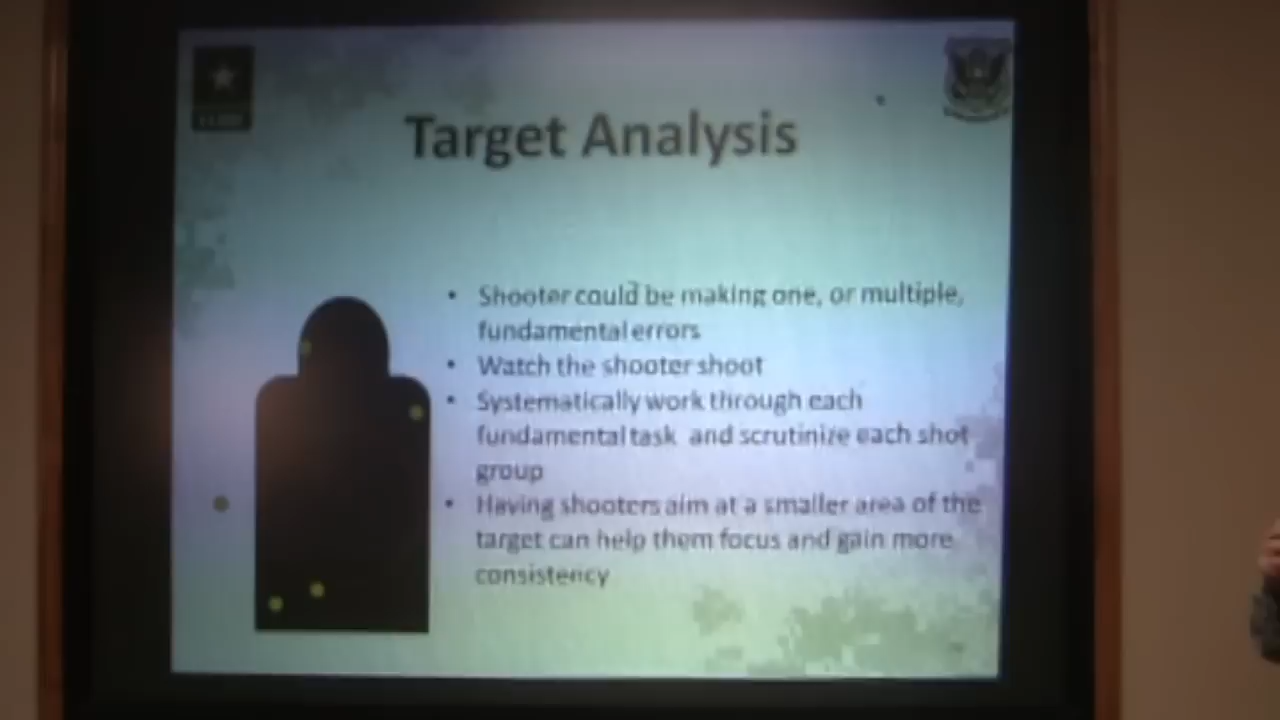 Target Analysis
• Shooter could be making one, or multiple,
fundamental errors
• Watch the shooter shoot
• Systematically work through each
fundamental task and scrutinize each shot
group
• Having shooters aim at a smaller area of the
target can help them focus and gain more
consistency